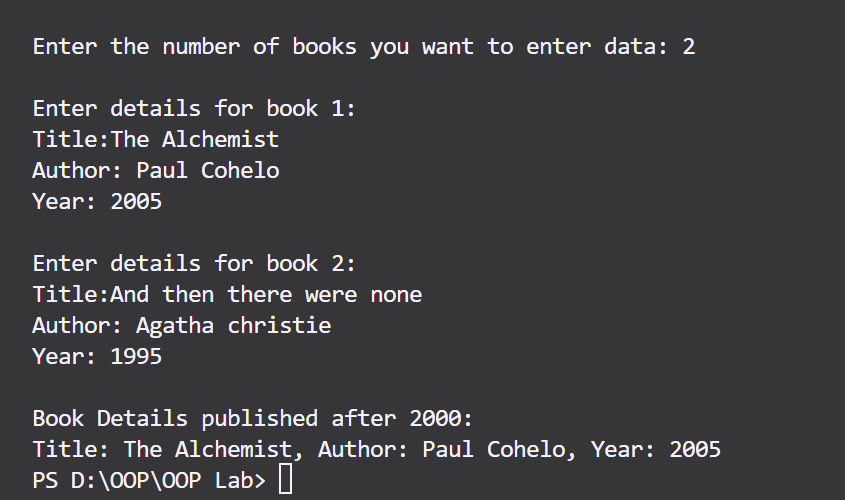 Enter the number of books you want to enter data: 2
Enter details for book 1:
Title:The Alchemist
Author: Paul Cohelo
Year: 2005
Enter details for book 2:
Title:And then there were none
Author: Agatha christie
Year: 1995
Book Details published after 2000:
Title: The Alchemist, Author: Paul Cohelo, Year: 2005
PS D:\OOP\OOP Lab>